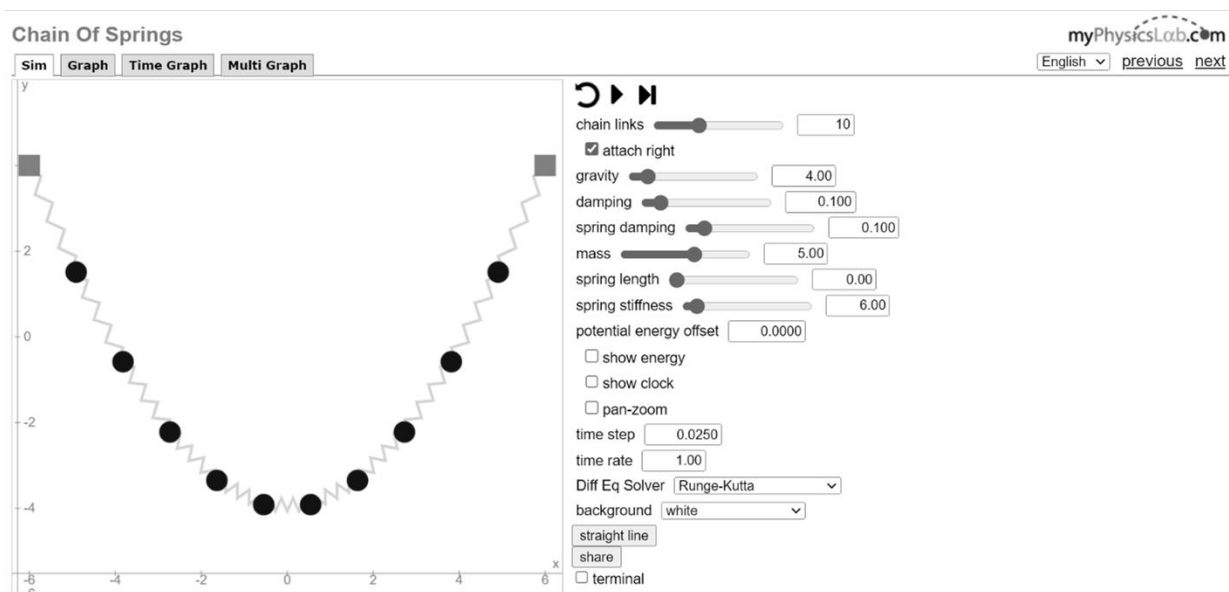 Chain Of Springs
myPhysicsLab.com
Sim Graph Time Graph Multi Graph
English previous next
y
2
0
-2
-4
-6 -4 -2 0 2 4 6
x
chain links 10
attach right
gravity 4.00
damping 0.100
spring damping 0.100
mass 5.00
spring length 0.00
spring stiffness 6.00
potential energy offset 0.0000
show energy
show clock
pan-zoom
time step 0.0250
time rate 1.00
Diff Eq Solver Runge-Kutta
background white
straight line
share
terminal